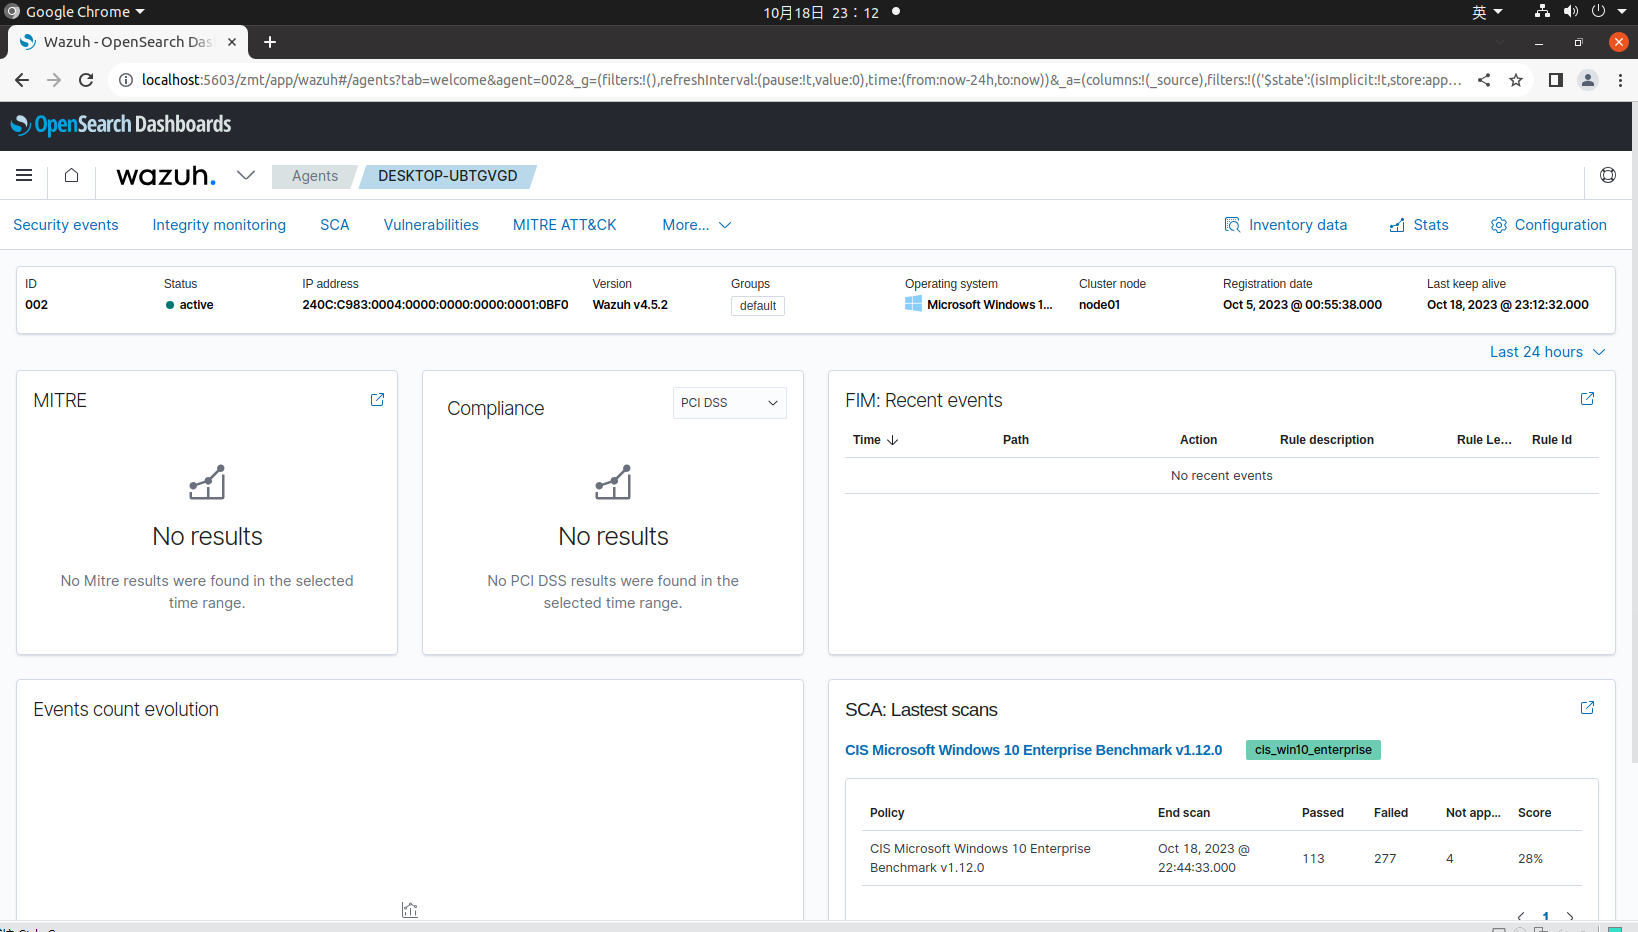 Google Chrome
10月18日 23：12
英
Wazuh - OpenSearch Das
localhost:5603/zmt/app/wazuh#/agents?tab=welcome&agent=002&_g=(filters:!(),refreshInterval:(pause:!t,value:0),time:(from:now-24h,to:now))&_a=(columns:!(_source),filters:!(('$state':(isImplicit:!t,store:app...
OpenSearch Dashboards
wazuh.
Agents
DESKTOP-UBTGVGD
Security events
Integrity monitoring
SCA
Vulnerabilities
MITRE ATT&CK
More...
Inventory data
Stats
Configuration
ID
Status
IP address
Version
Groups
Operating system
Cluster node
Registration date
Last keep alive
002
active
240C:C983:0004:0000:0000:0000:0001:0BF0
Wazuh v4.5.2
default
Microsoft Windows 1...
node01
Oct 5, 2023 @ 00:55:38.000
Oct 18, 2023 @ 23:12:32.000
Last 24 hours
MITRE
No results
No Mitre results were found in the selected
time range.
Compliance
PCI DSS
No results
No PCI DSS results were found in the
selected time range.
FIM: Recent events
Time
Path
Action
Rule description
Rule Le...
Rule Id
No recent events
Events count evolution
SCA: Lastest scans
CIS Microsoft Windows 10 Enterprise Benchmark v1.12.0
cis_win10_enterprise
Policy
End scan
Passed
Failed
Not app...
Score
CIS Microsoft Windows 10 Enterprise
Benchmark v1.12.0
Oct 18, 2023 @
22:44:33.000
113
277
4
28%
1